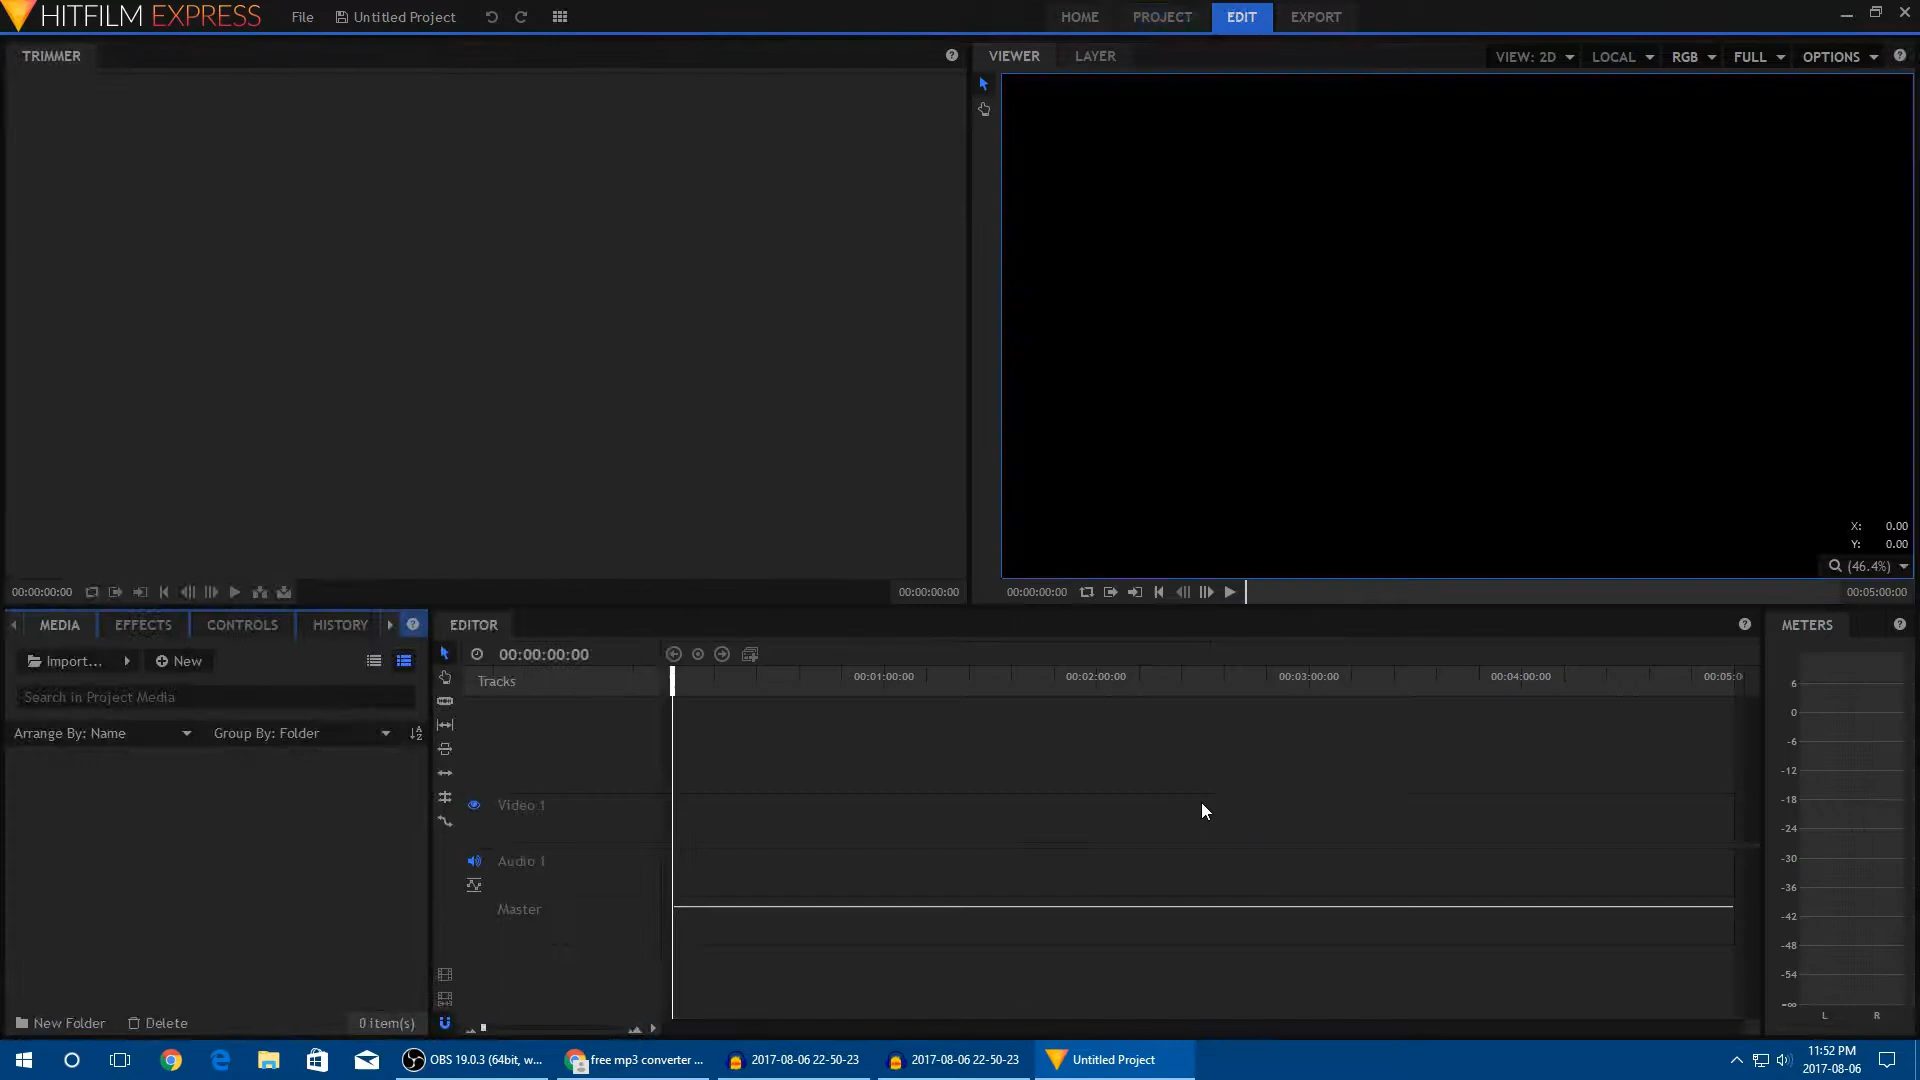 HITFILM EXPRESS File Untitled Project HOME PROJECT EDIT EXPORT
TRIMMER
VIEWER LAYER VIEW: 2D LOCAL RGB FULL OPTIONS
X: 0.00
Y: 0.00
(46.4%)
00:00:00:00 00:00:00:00
00:00:00:00 00:05:00:00
MEDIA EFFECTS CONTROLS HISTORY
Import... New
Search in Project Media
Arrange By: Name Group By: Folder
New Folder Delete 0 item(s)
EDITOR
00:00:00:00
Tracks 00:01:00:00 00:02:00:00 00:03:00:00 00:04:00:00 00:05:0
Video 1
Audio 1
Master
METERS
6
0
-6
-12
-18
-24
-30
-36
-42
-48
-54
-∞
L R
OBS 19.0.3 (64bit, w... free mp3 converter ... 2017-08-06 22-50-23 2017-08-06 22-50-23 Untitled Project
11:52 PM
2017-08-06